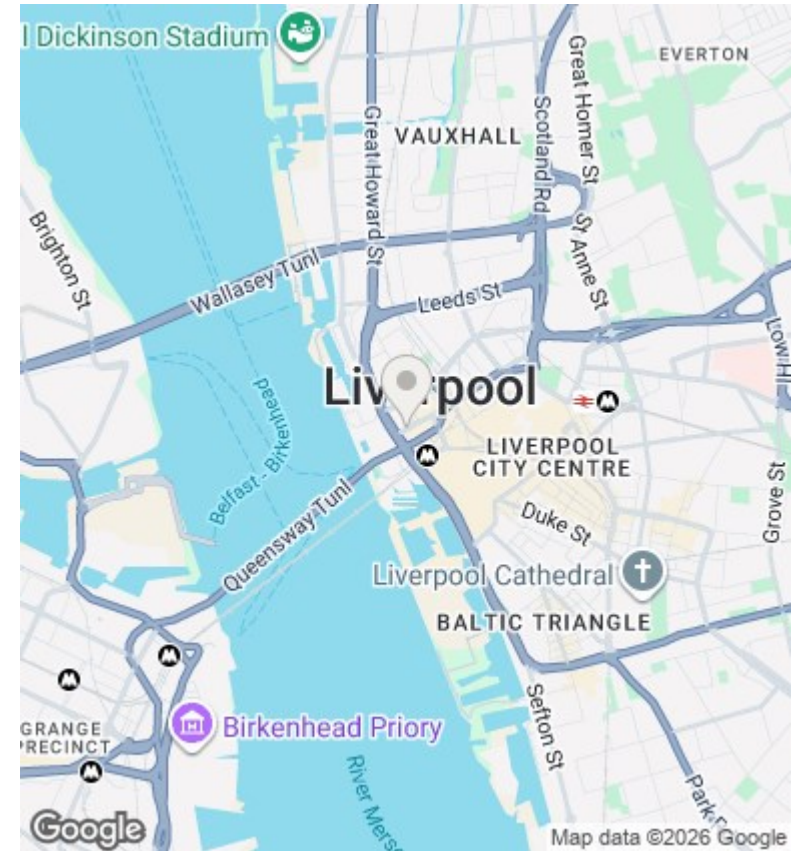 l Dickinson Stadium
EVERTON
Great Homer St
Scotland Rd
VAUXHALL
Great Howard St
Brighton St
St Anne St
Wallasey Tunl
Leeds St
Low Hl
Liverpool
Belfast - Birkenhead
LIVERPOOL
CITY CENTRE
Grove St
Queensway Tunl
Duke St
Liverpool Cathedral
BALTIC TRIANGLE
Sefton St
GRANGE
PRECINCT
Birkenhead Priory
River Mers
Park
Google
Map data ©2026 Google